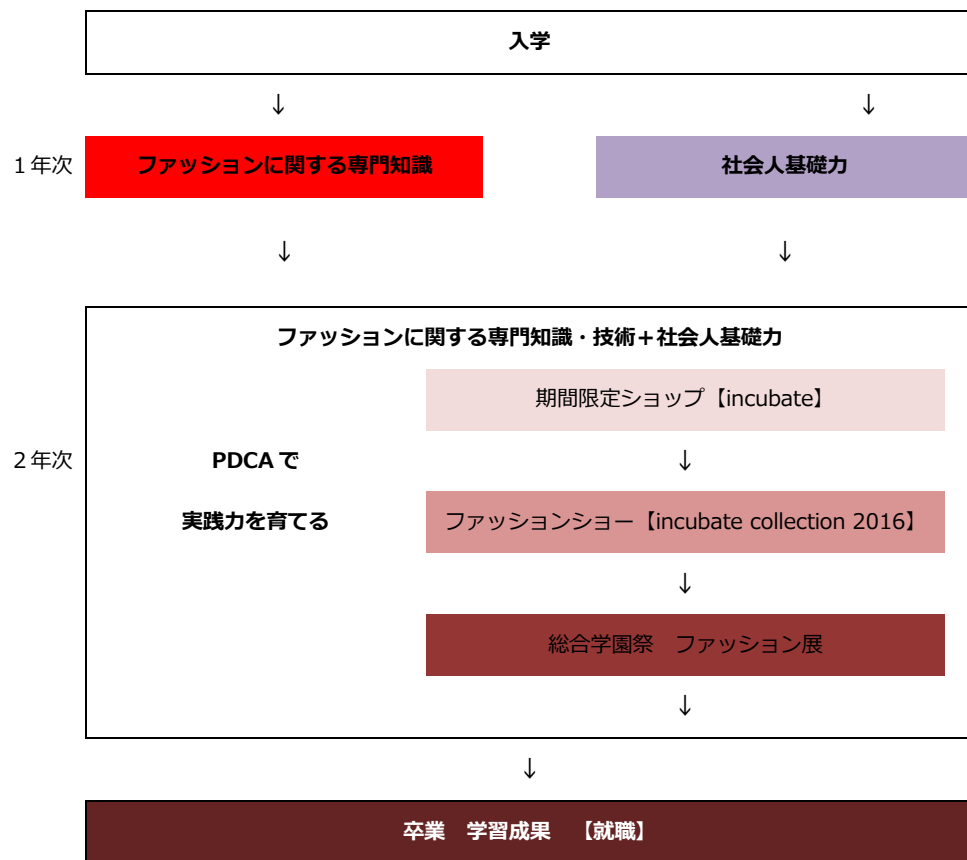 入学
↓ ↓
１年次 ファッションに関する専門知識 社会人基礎力
↓ ↓
ファッションに関する専門知識・技術＋社会人基礎力
期間限定ショップ【incubate】
２年次 PDCA で ↓
実践力を育てる ファッションショー【incubate collection 2016】
↓
総合学園祭　ファッション展
↓
↓
卒業　学習成果　【就職】